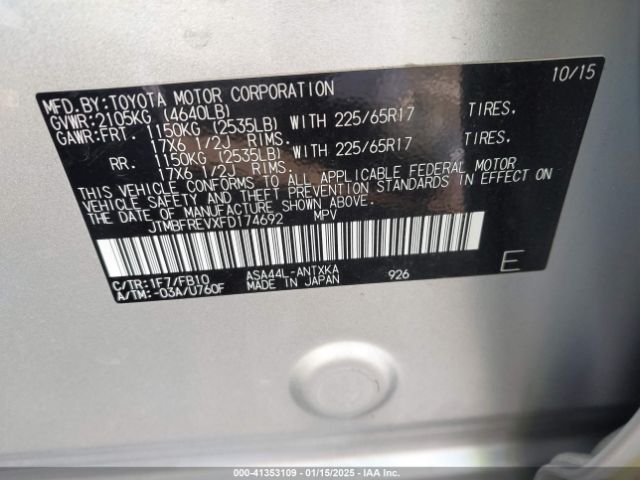 MFD.BY:TOYOTA MOTOR CORPORATION 10/15
GVWR:2105KG (4640LB)
GAWR:FRT. 1150KG (2535LB) WITH 225/65R17 TIRES.
17X6 1/2J RIMS.
RR. 1150KG (2535LB) WITH 225/65R17 TIRES.
17X6 1/2J RIMS.
THIS VEHICLE CONFORMS TO ALL APPLICABLE FEDERAL MOTOR
VEHICLE SAFETY AND THEFT PREVENTION STANDARDS IN EFFECT ON
THE DATE OF MANUFACTURE SHOWN ABOVE.
JTMBFREVXFD174692 MPV
C/TR:1F7/FB10 ASA44L-ANTXKA 926 E
A/TM:-03A/U760F MADE IN JAPAN
000-41353109 - 01/15/2025 - IAA Inc.